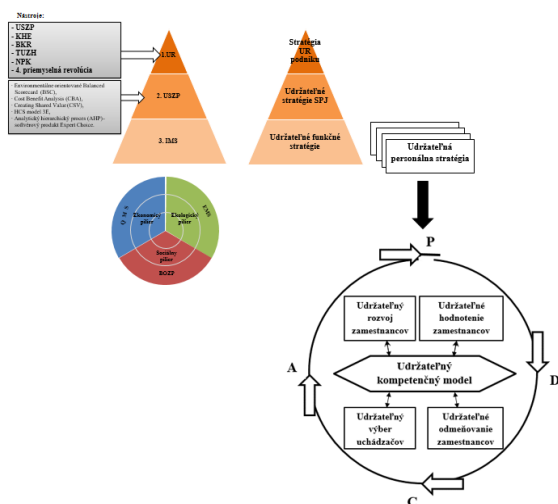 Nástroje:
- USZP
- KHE
- BKR
- TUZH
- NPK
- 4. priemyselná revolúcia
- Environmentálne orientované Balanced
Scorecard (BSC),
- Cost Benefit Analysis (CBA),
- Creating Shared Value (CSV),
- HCS model 3E,
- Analytický hierarchický proces (AHP)-
softvérový produkt Expert Choice.
1.UR
2. USZP
3. IMS
Stratégia
UR
podniku
Udržateľné
stratégie SPJ
Udržateľné funkčné
stratégie
Udržateľná
personálna stratégia
QMS
EMS
Ekonomický
pilier
Ekologický
pilier
Sociálny
pilier
BOZP
P
Udržateľný
rozvoj
zamestnancov
Udržateľné
hodnotenie
zamestnancov
A
Udržateľný
kompetenčný model
D
Udržateľný
výber
uchádzačov
Udržateľné
odmeňovanie
zamestnancov
C